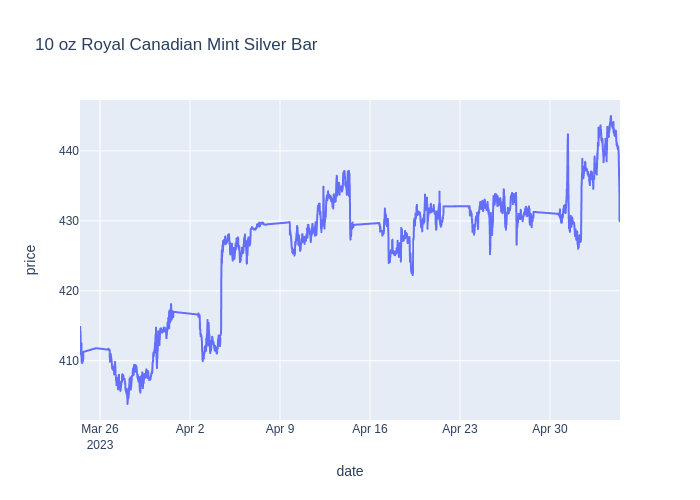 10 oz Royal Canadian Mint Silver Bar
price
440
430
420
410
Mar 26
2023
Apr 2
Apr 9
Apr 16
Apr 23
Apr 30
date